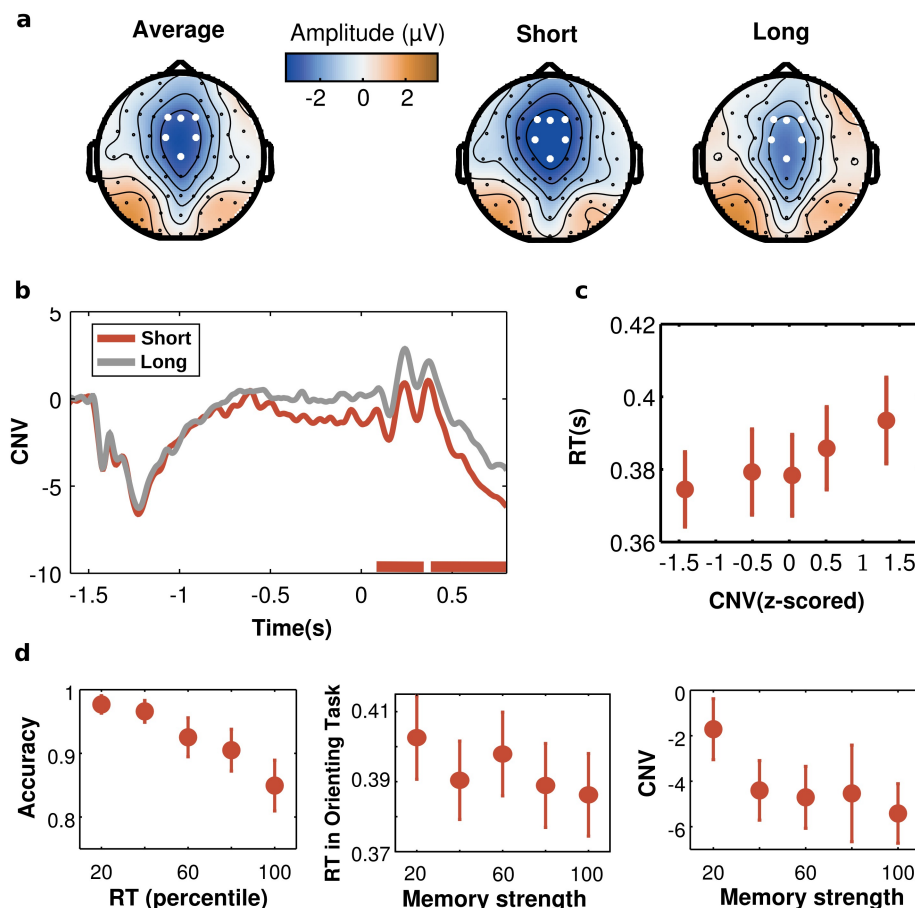 a
Average
Amplitude (μV)
-2 0 2
Short
Long
b
5
0
-5
-10
CNV
Short
Long
-1.5 -1 -0.5 0 0.5
Time(s)
c
0.42
0.4
0.38
0.36
RT(s)
-1.5 -0.5 0 0.5 1 1.5
CNV(z-scored)
d
1
0.9
0.8
Accuracy
20 60 100
RT (percentile)
0.41
0.39
0.37
RT in Orienting Task
20 60 100
Memory strength
0
-2
-4
-6
CNV
20 60 100
Memory strength